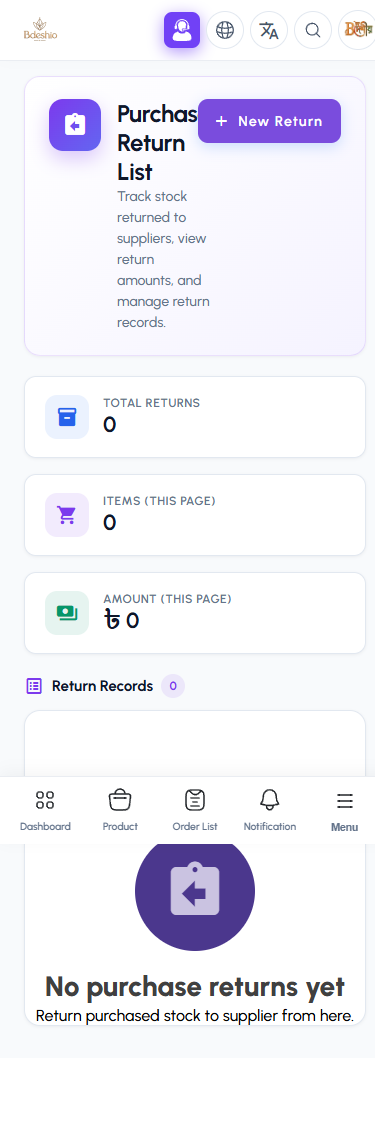 Bdeshio
Purchas
Return
List
+ New Return
Track stock
returned to
suppliers, view
return
amounts, and
manage return
records.
TOTAL RETURNS
0
ITEMS (THIS PAGE)
0
AMOUNT (THIS PAGE)
৳ 0
Return Records 0
Dashboard
Product
Order List
Notification
Menu
No purchase returns yet
Return purchased stock to supplier from here.